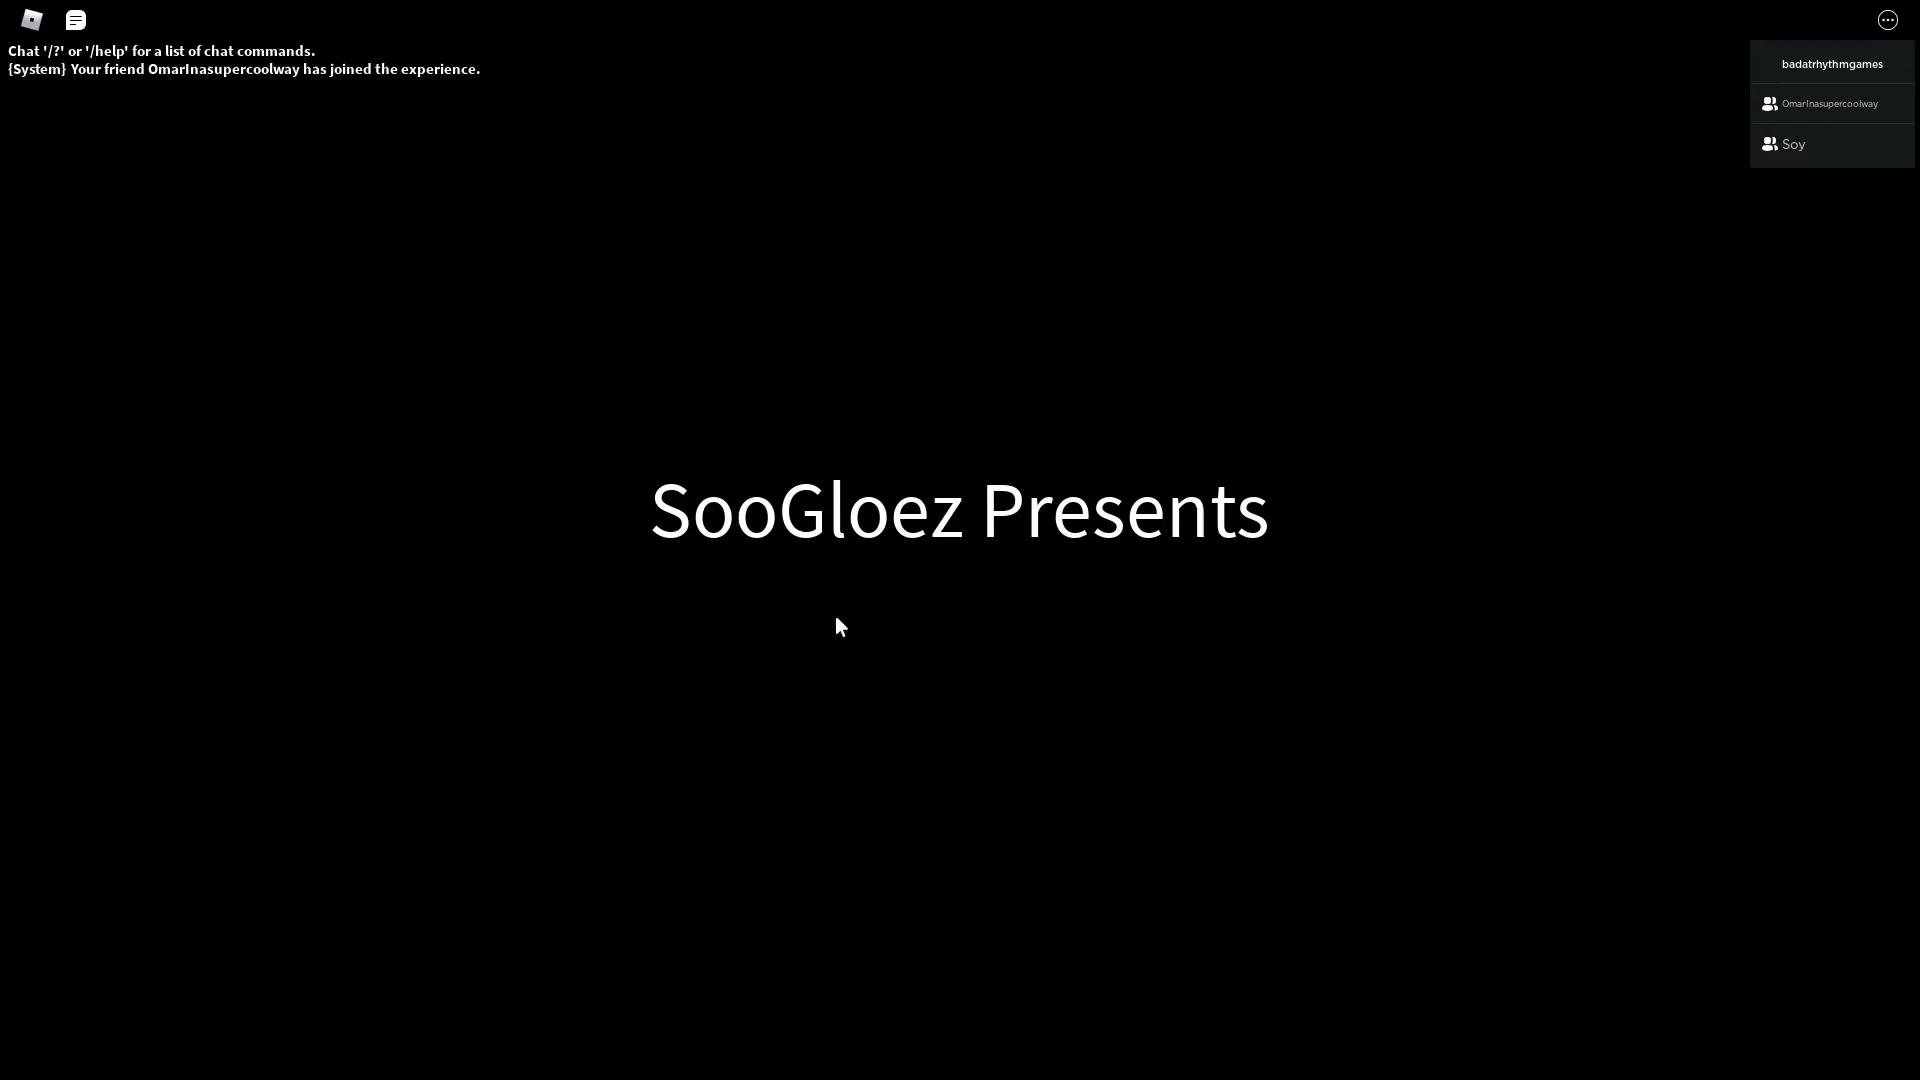 Chat '/?' or '/help' for a list of chat commands.
{System} Your friend OmarInasupercoolway has joined the experience.
badatrhythmgames
OmarInasupercoolway
Soy
SooGloez Presents